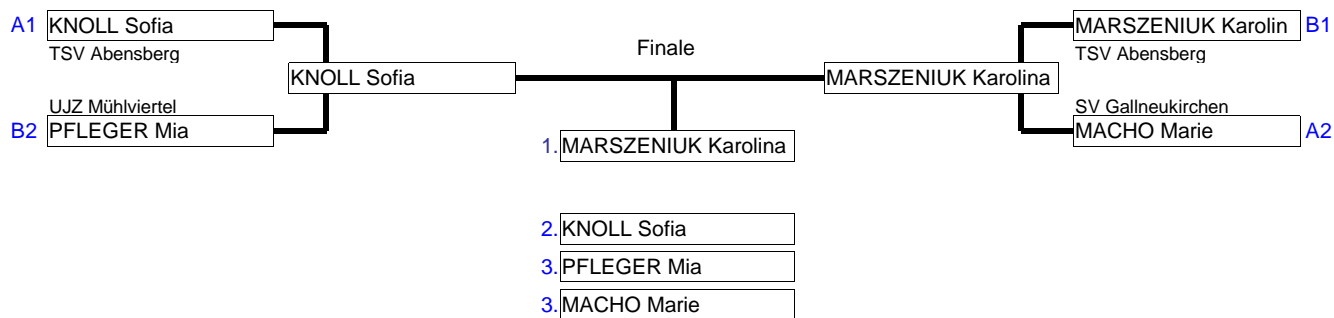 A1 KNOLL Sofia
TSV Abensberg
UJZ Mühlviertel
B2 PFLEGER Mia
KNOLL Sofia
Finale
MARSZENIUK Karolina
MARSZENIUK Karolin B1
TSV Abensberg
SV Gallneukirchen
MACHO Marie A2
1. MARSZENIUK Karolina
2. KNOLL Sofia
3. PFLEGER Mia
3. MACHO Marie